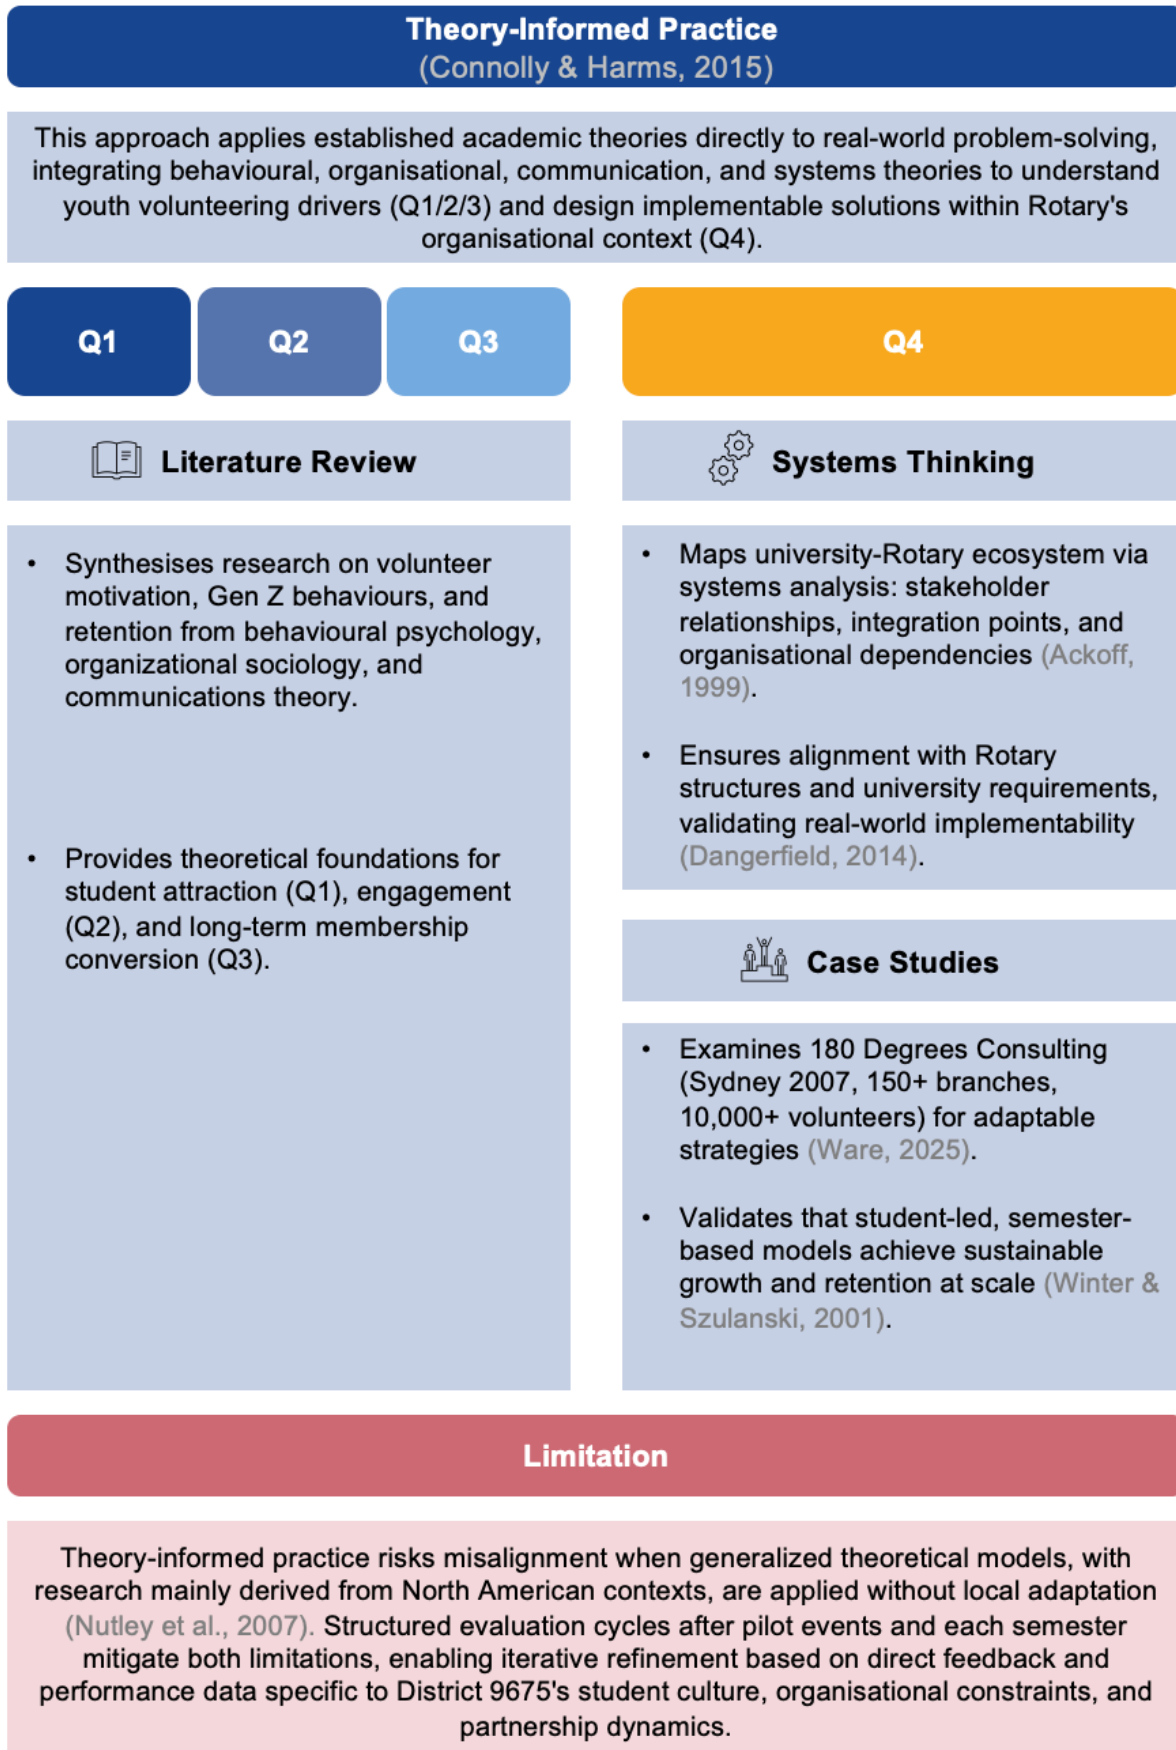 Theory-Informed Practice
(Connolly & Harms, 2015)
This approach applies established academic theories directly to real-world problem-solving,
integrating behavioural, organisational, communication, and systems theories to understand
youth volunteering drivers (Q1/2/3) and design implementable solutions within Rotary's
organisational context (Q4).
Q1
Q2
Q3
Q4
Literature Review
• Synthesises research on volunteer
motivation, Gen Z behaviours, and
retention from behavioural psychology,
organizational sociology, and
communications theory.
• Provides theoretical foundations for
student attraction (Q1), engagement
(Q2), and long-term membership
conversion (Q3).
Systems Thinking
• Maps university-Rotary ecosystem via
systems analysis: stakeholder
relationships, integration points, and
organisational dependencies (Ackoff,
1999).
• Ensures alignment with Rotary
structures and university requirements,
validating real-world implementability
(Dangerfield, 2014).
Case Studies
• Examines 180 Degrees Consulting
(Sydney 2007, 150+ branches,
10,000+ volunteers) for adaptable
strategies (Ware, 2025).
• Validates that student-led, semester-
based models achieve sustainable
growth and retention at scale (Winter &
Szulanski, 2001).
Limitation
Theory-informed practice risks misalignment when generalized theoretical models, with
research mainly derived from North American contexts, are applied without local adaptation
(Nutley et al., 2007). Structured evaluation cycles after pilot events and each semester
mitigate both limitations, enabling iterative refinement based on direct feedback and
performance data specific to District 9675's student culture, organisational constraints, and
partnership dynamics.